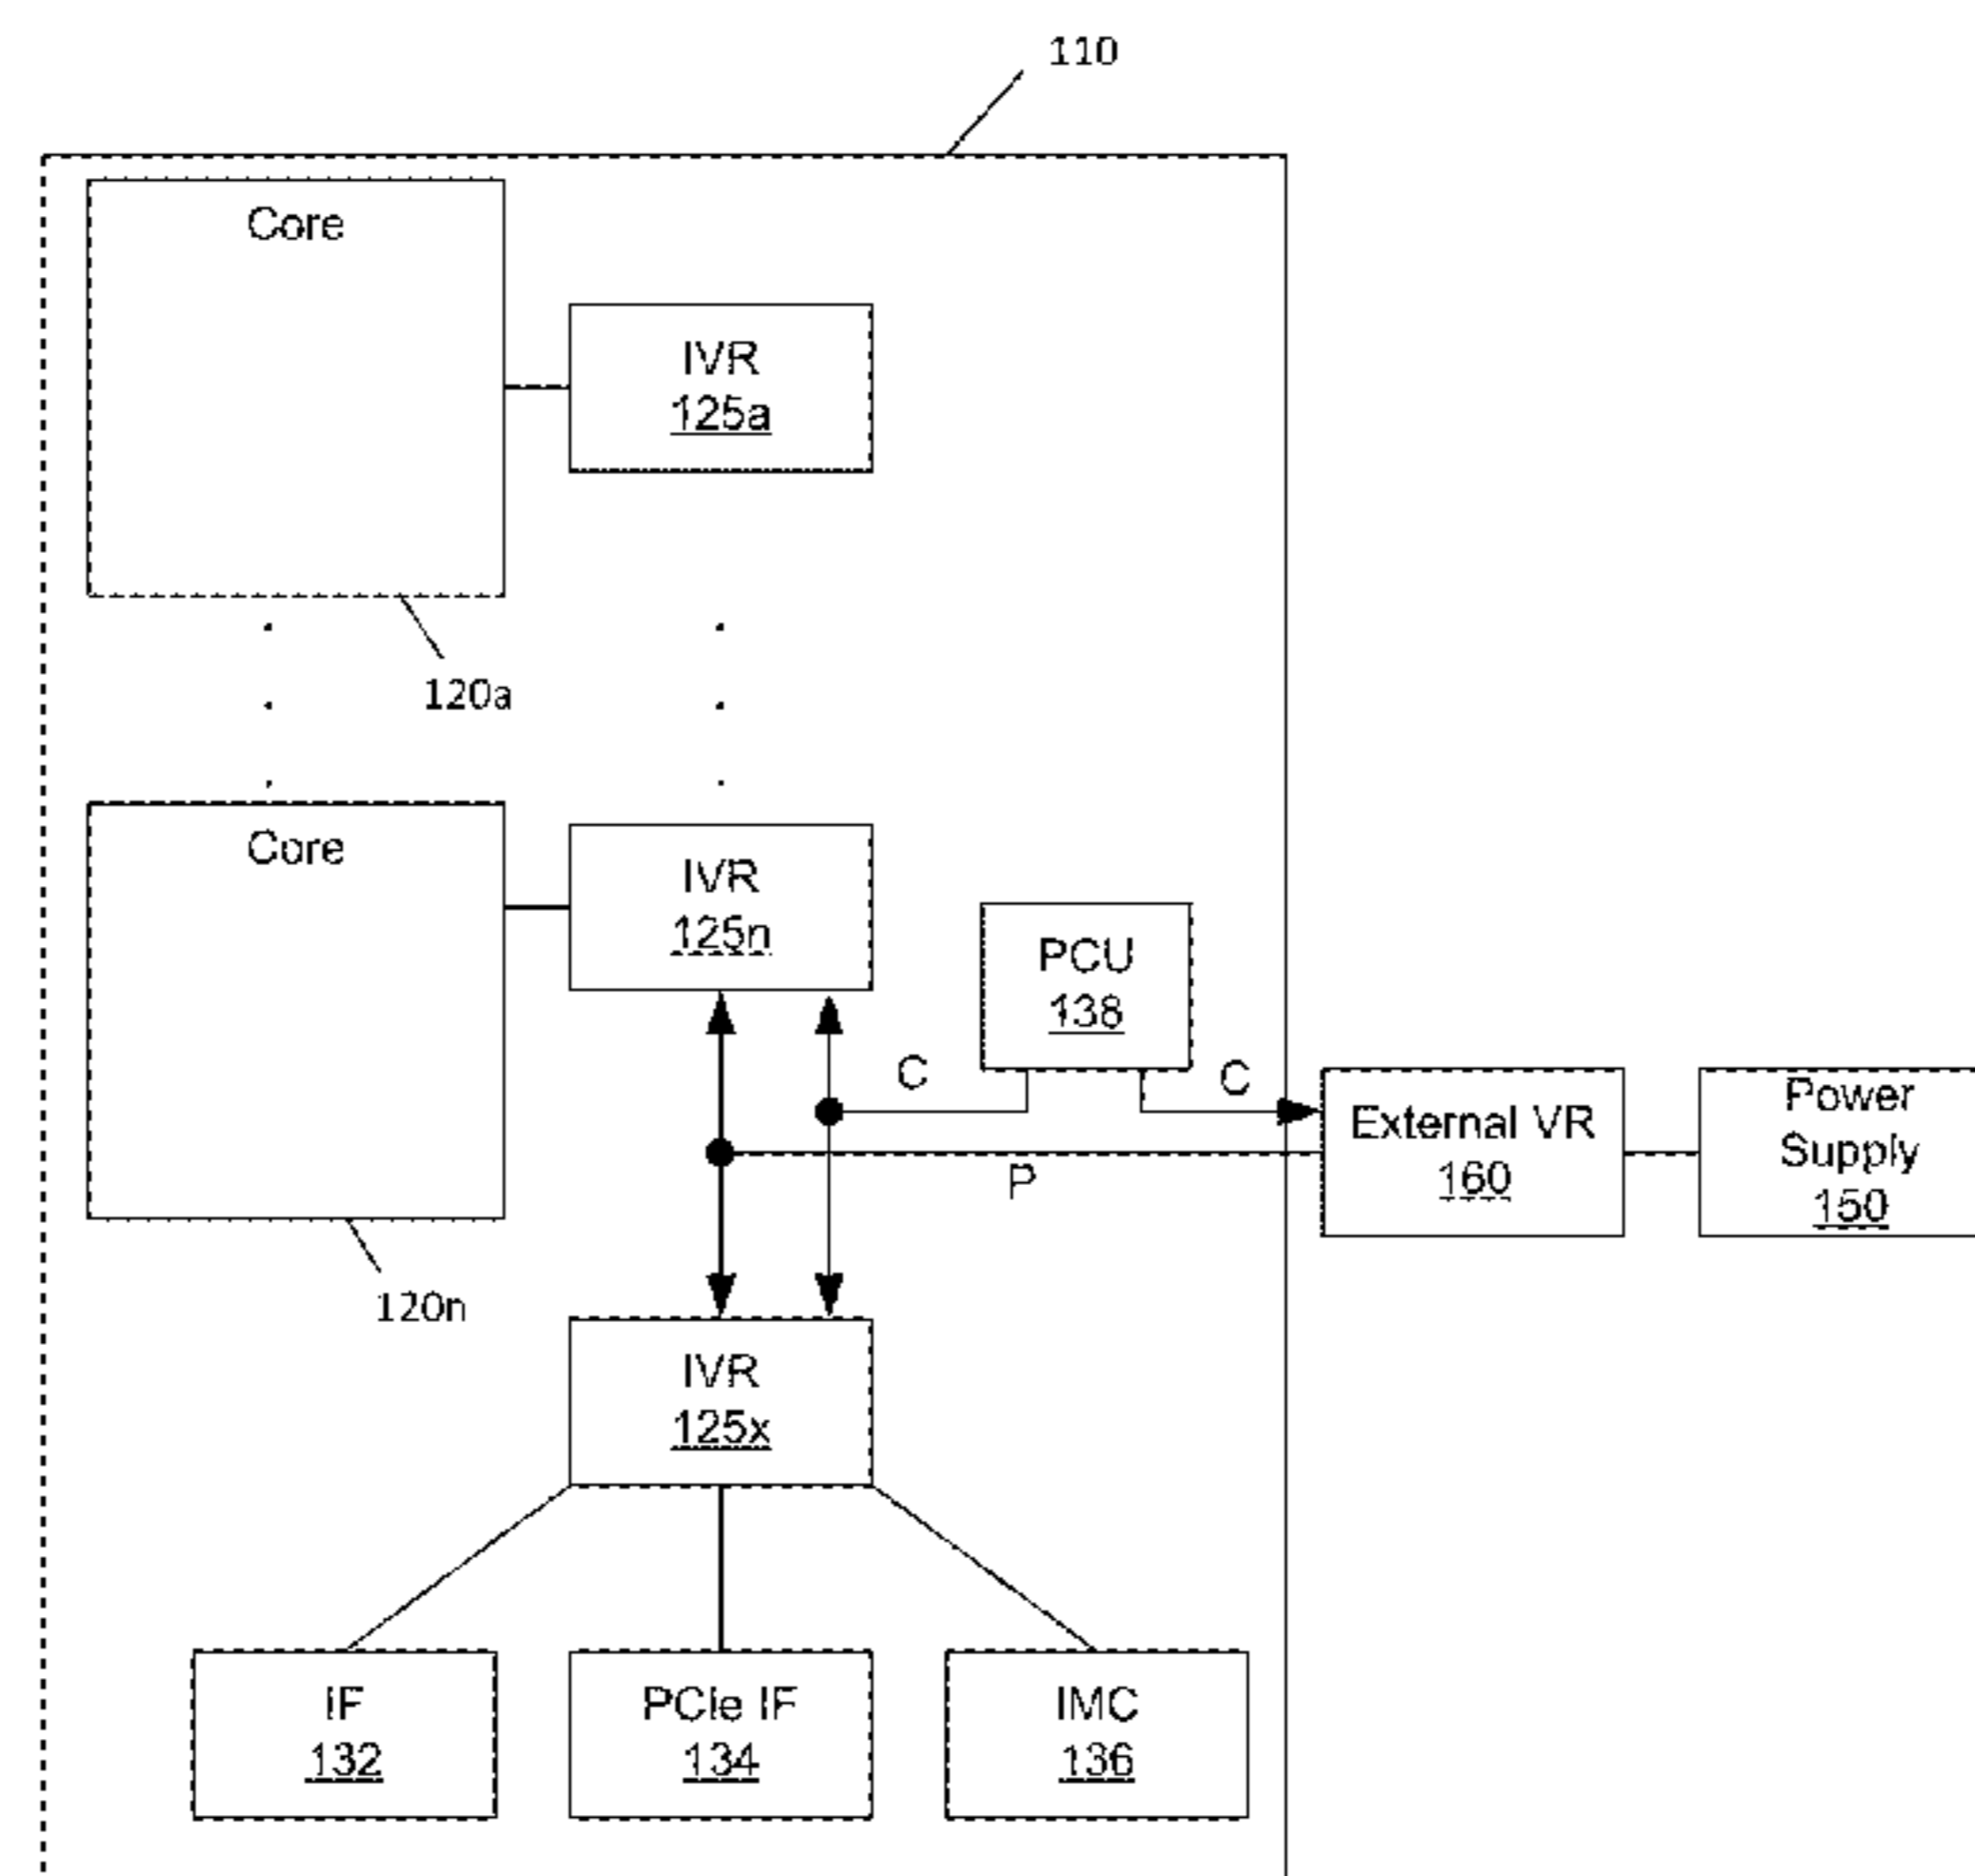 110
Core
IVR
125a
120a
Core
IVR
125n
PCU
138
C
C
External VR
160
Power
Supply
150
P
120n
IVR
125x
IF
132
PCIe IF
134
IMC
136